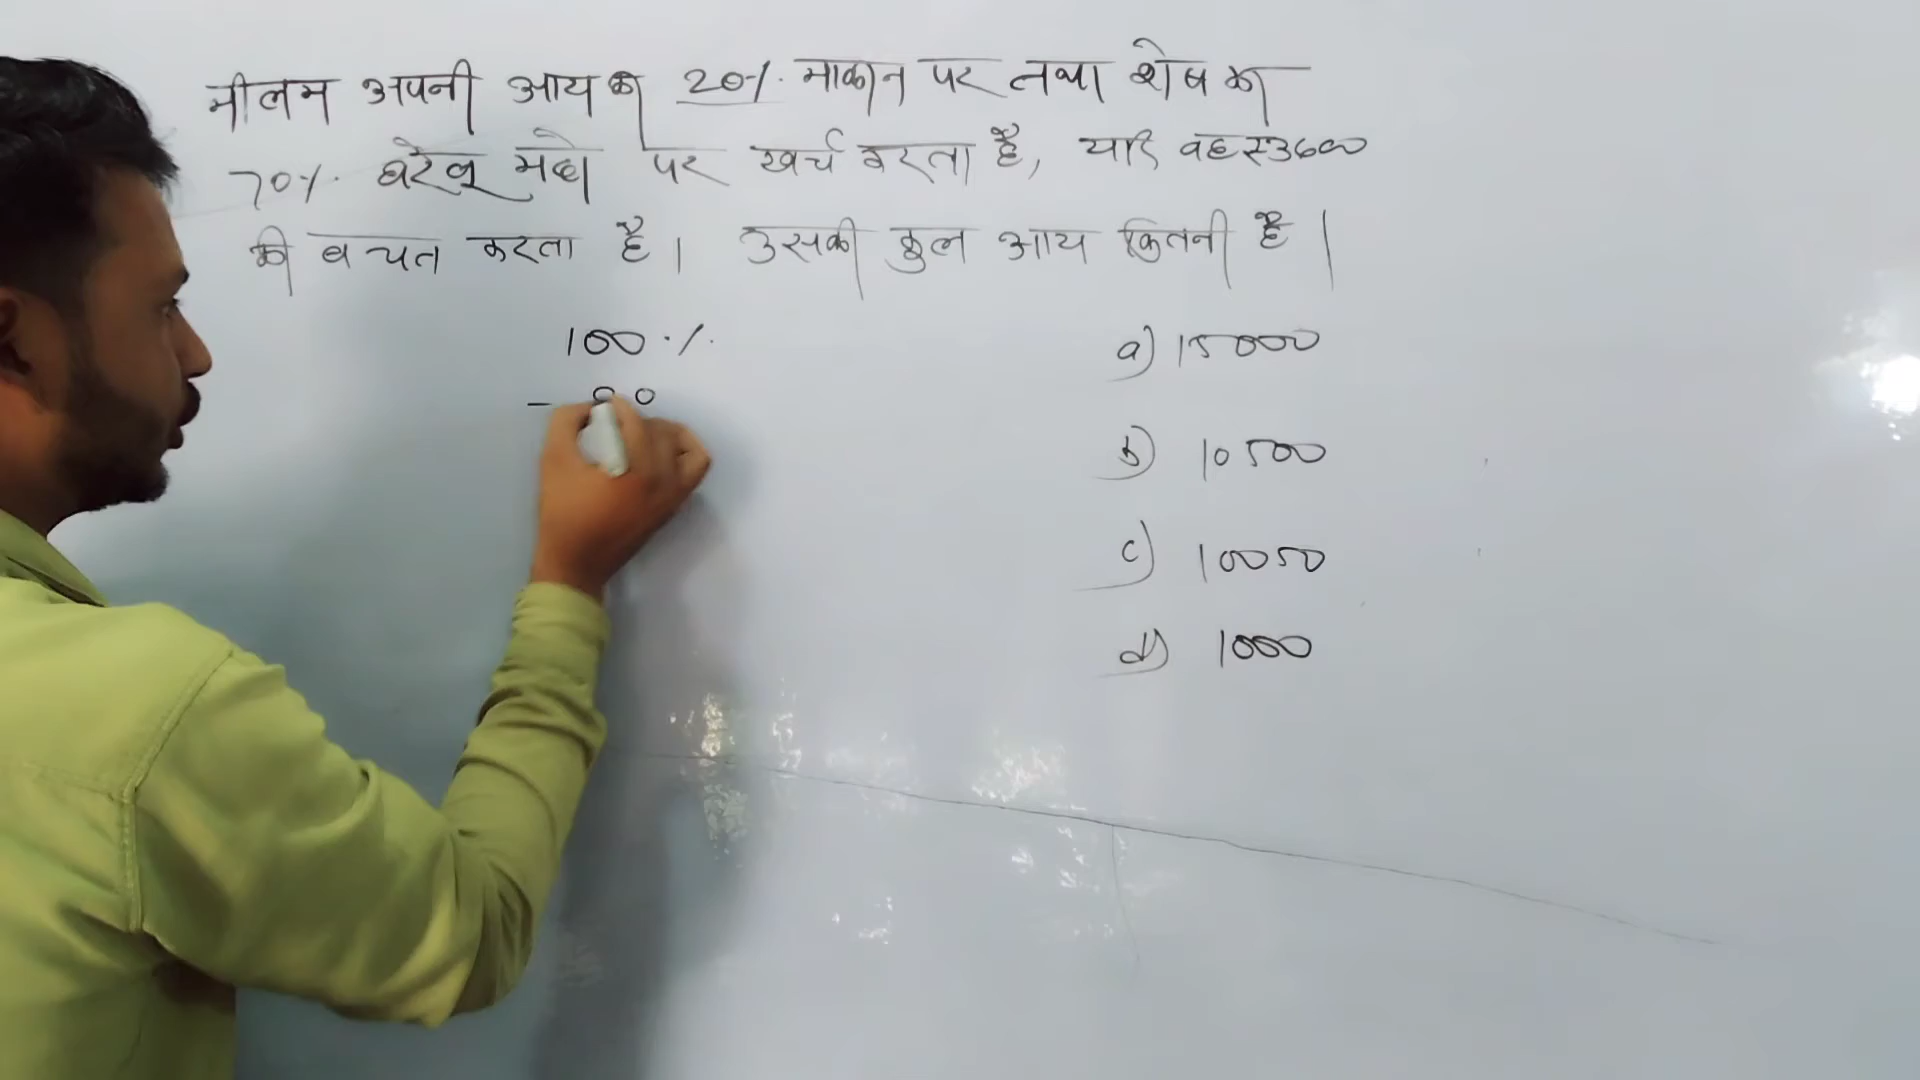 नीलम अपनी आय का 20% माकान पर तथा शेष का
70% घरेलू मदो पर खर्च करता है, यदि वह रु3600
की बचत करता है। उसकी कुल आय कितनी है।
100%
a) 15000
b) 10500
c) 10050
d) 1000